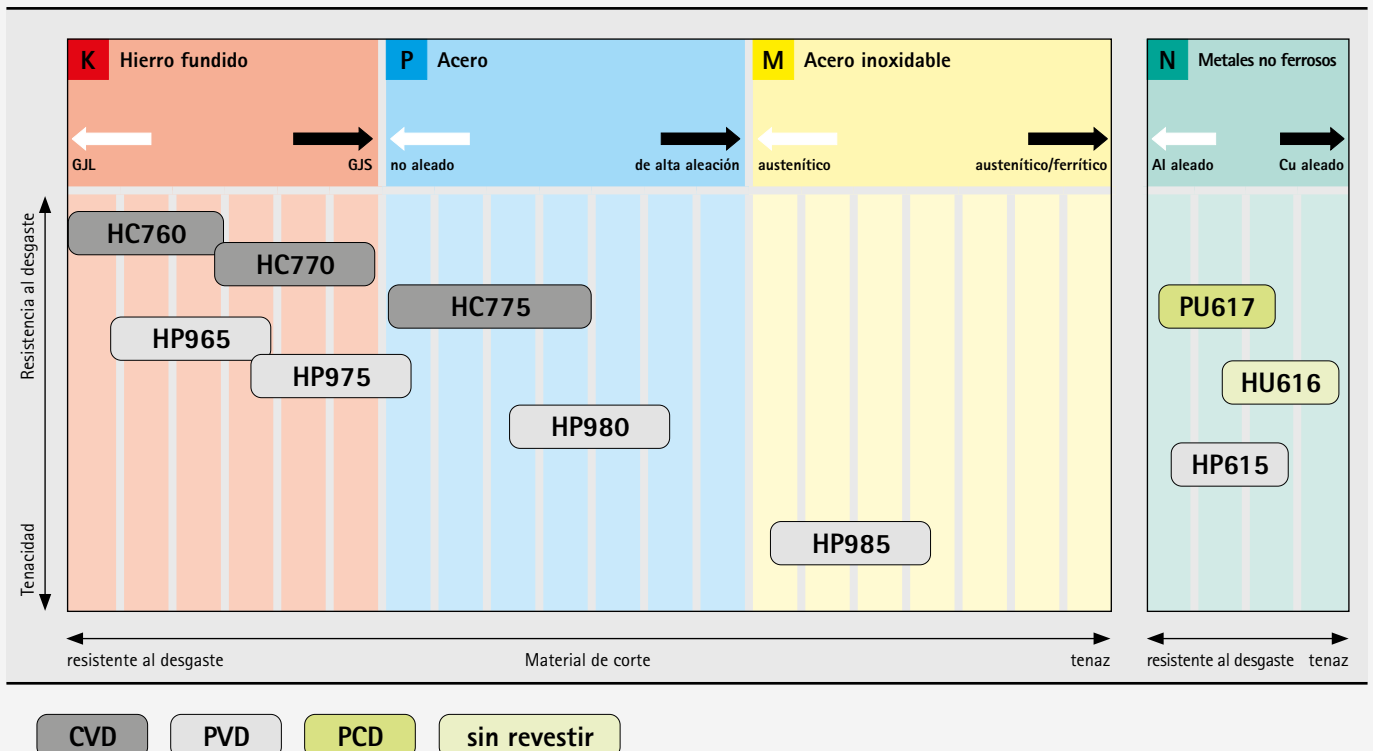 K Hierro fundido
GJL GJS
P Acero
no aleado de alta aleación
M Acero inoxidable
austenítico austenítico/ferrítico
N Metales no ferrosos
Al aleado Cu aleado
Resistencia al desgaste
Tenacidad
HC760
HC770
HC775
HP965
HP975
HP980
HP985
PU617
HU616
HP615
resistente al desgaste Material de corte tenaz
resistente al desgaste tenaz
CVD PVD PCD sin revestir